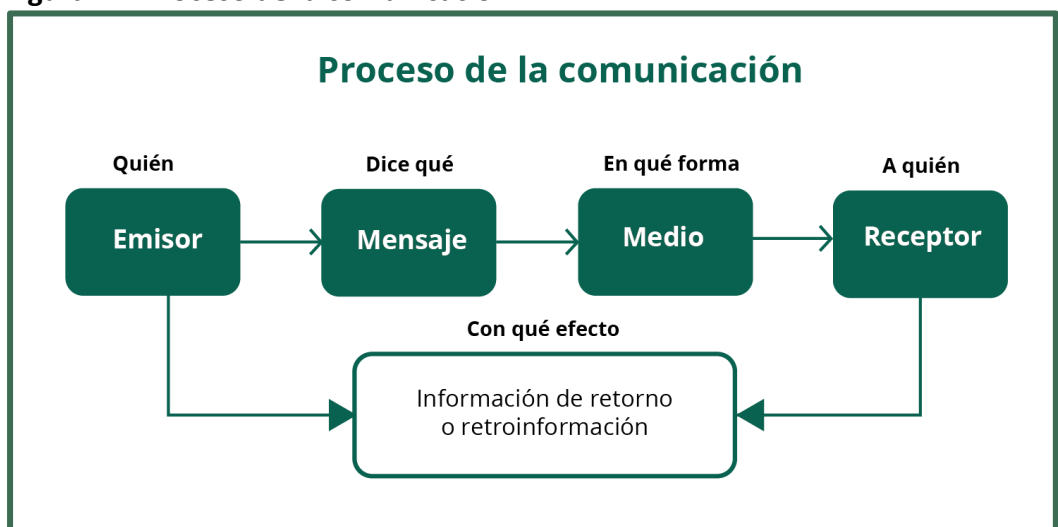 Proceso de la comunicación
Quién
Dice qué
En qué forma
A quién
Emisor
Mensaje
Medio
Receptor
Con qué efecto
Información de retorno
o retroinformación